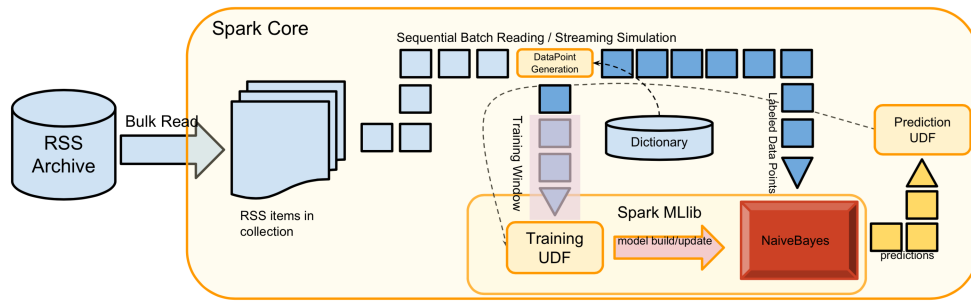 Spark Core
Sequential Batch Reading / Streaming Simulation
DataPoint
Generation
RSS
Archive
Bulk Read
RSS items in
collection
Training Window
Dictionary
Labeled Data Points
Prediction
UDF
Spark MLlib
Training
UDF
model build/update
NaiveBayes
predictions